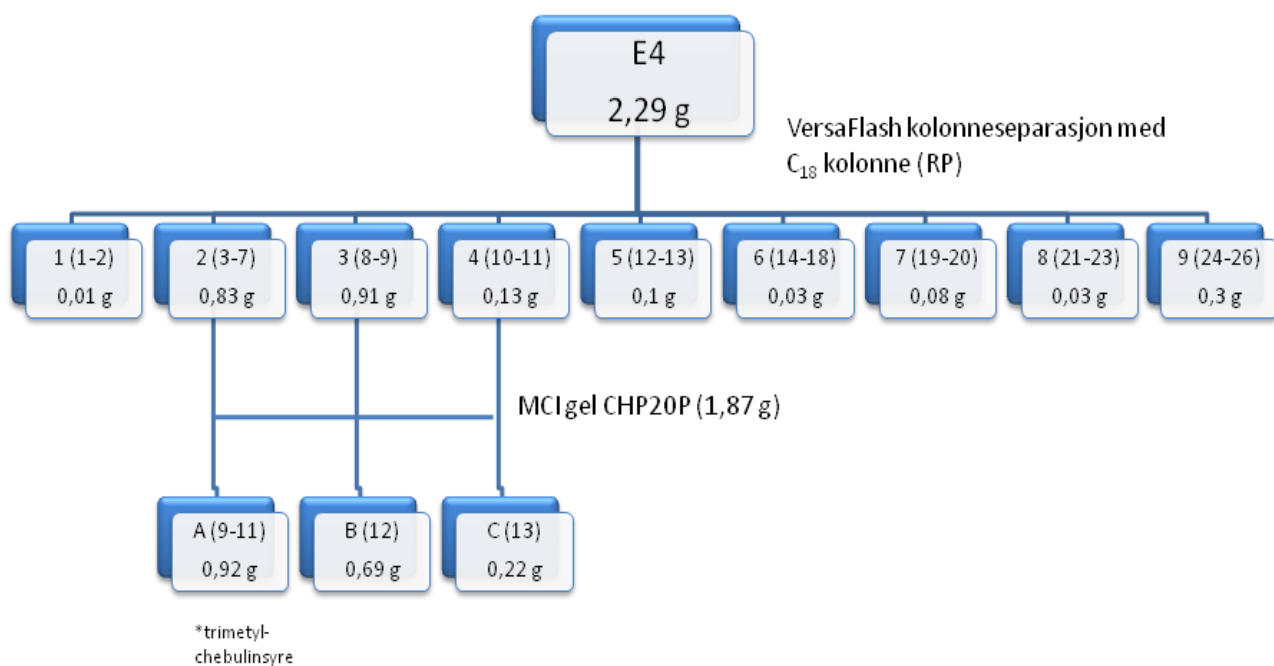 E4
2,29 g
VersaFlash kolonneseparasjon med
C18 kolonne (RP)
1 (1-2)
0,01 g
2 (3-7)
0,83 g
3 (8-9)
0,91 g
4 (10-11)
0,13 g
5 (12-13)
0,1 g
6 (14-18)
0,03 g
7 (19-20)
0,08 g
8 (21-23)
0,03 g
9 (24-26)
0,3 g
MCI gel CHP20P (1,87 g)
A (9-11)
0,92 g
B (12)
0,69 g
C (13)
0,22 g
*trimetyl-
chebulinsyre